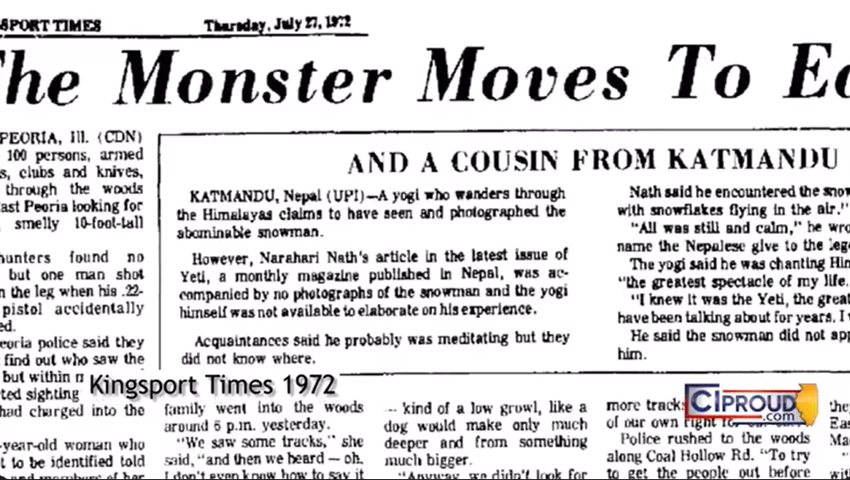 SPORT TIMES
Thursday, July 27, 1972
The Monster Moves To
PEORIA, Ill. (CDN)
100 persons, armed
clubs and knives,
through the woods
ast Peoria looking for
smelly 10-foot-tall
hunters found no
but one man shot
n the leg when his .22-
pistol accidentally
ed.
eoria police said they
find out who saw the
but within
ted sighting
had charged into the
-year-old woman who
t to be identified told
AND A COUSIN FROM KATMANDU
KATMANDU, Nepal (UPI)—A yogi who wanders through
the Himalayas claims to have seen and photographed the
abominable snowman.
However, Narahari Nath's article in the latest issue of
Yeti, a monthly magazine published in Nepal, was ac-
companied by no photographs of the snowman and the yogi
himself was not available to elaborate on his experience.
Acquaintances said he probably was meditating but they
did not know where.
Nath said he encountered the snow
with snowflakes flying in the air."
"All was still and calm," he wro
name the Nepalese give to the leg
The yogi said he was chanting Hin
"the greatest spectacle of my life.
"I knew it was the Yeti, the great
have been talking about for years. I
He said the snowman did not app
him.
Kingsport Times 1972
family went into the woods
around 6 p.m. yesterday.
"We saw some tracks," she
said, "and then we heard — oh,
I don't even know how to say it
-- kind of a low growl, like a
dog would make only much
deeper and from something
much bigger.
"Anyway, we didn't look for
more track
of our own right
Police rushed to the woods
along Coal Hollow Rd. "To try
to get the people out before
CIPROUD.com